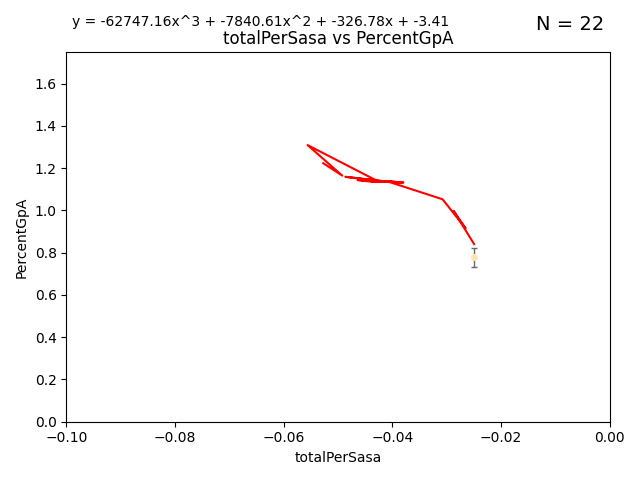 y = -62747.16x^3 + -7840.61x^2 + -326.78x + -3.41
N = 22
totalPerSasa vs PercentGpA
PercentGpA
1.6
1.4
1.2
1.0
0.8
0.6
0.4
0.2
0.0
−0.10 −0.08 −0.06 −0.04 −0.02 0.00
totalPerSasa